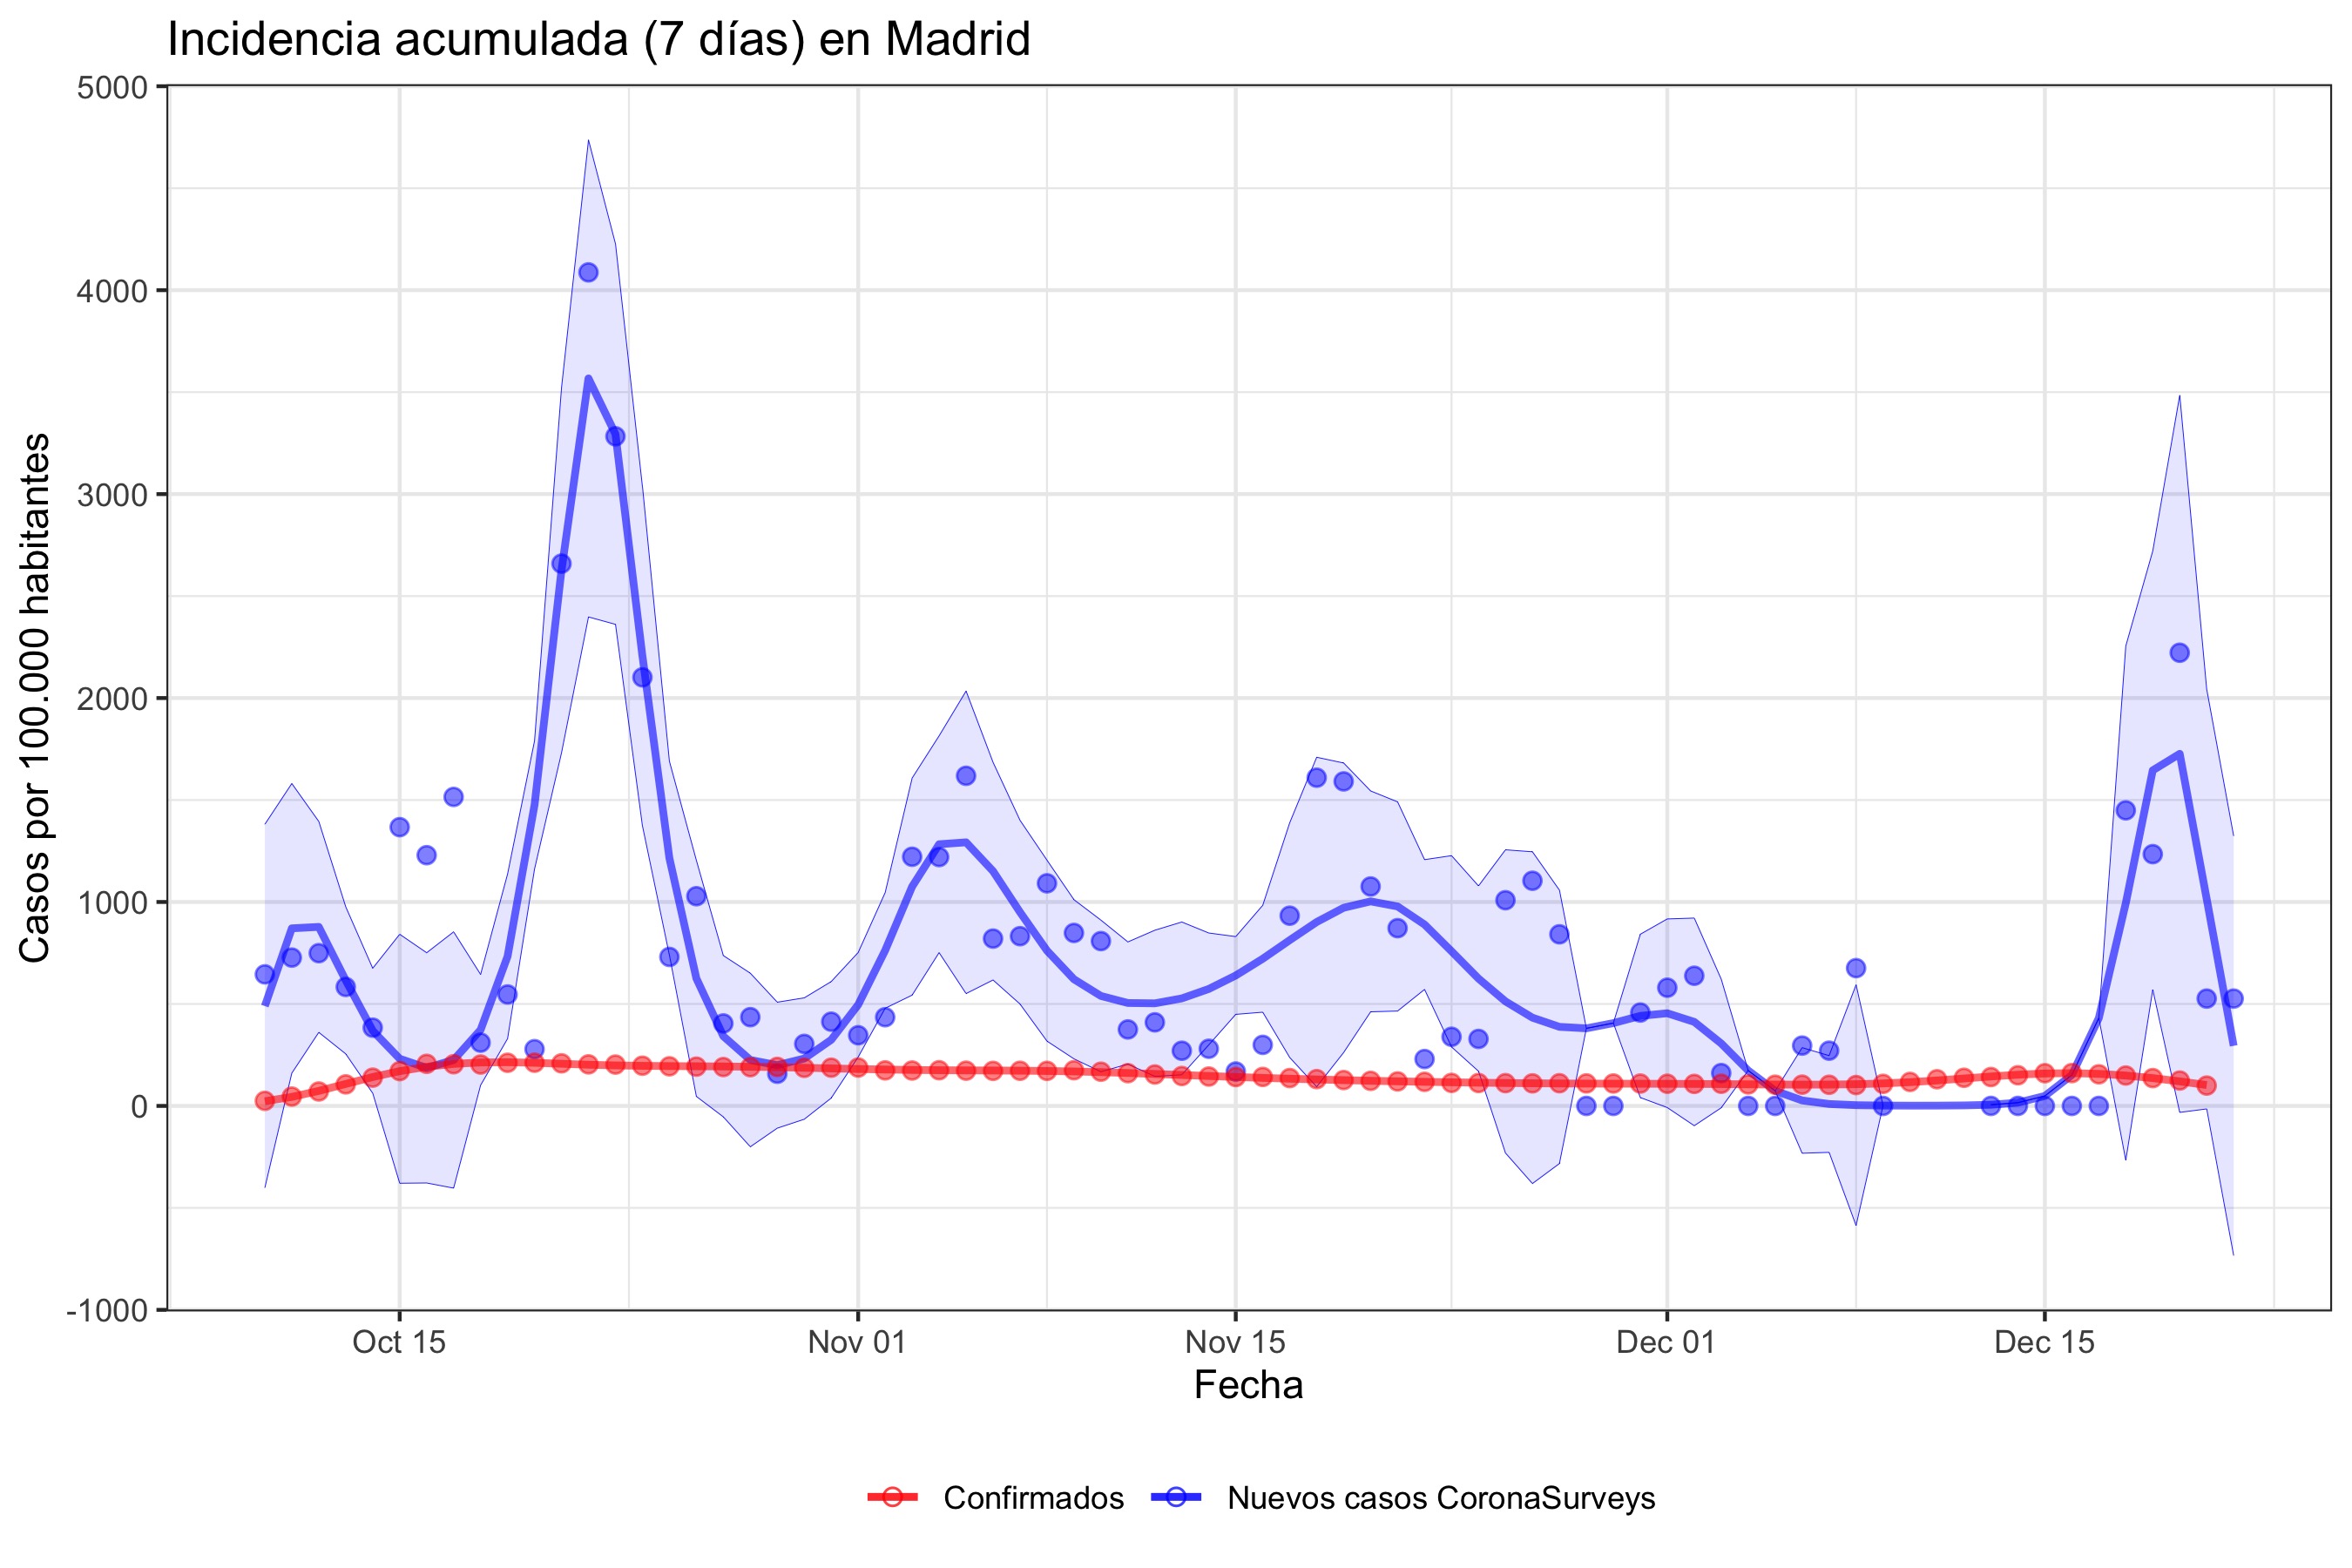 Incidencia acumulada (7 días) en Madrid
Casos por 100.000 habitantes
5000
4000
3000
2000
1000
0
-1000
Oct 15 Nov 01 Nov 15 Dec 01 Dec 15
Fecha
Confirmados Nuevos casos CoronaSurveys